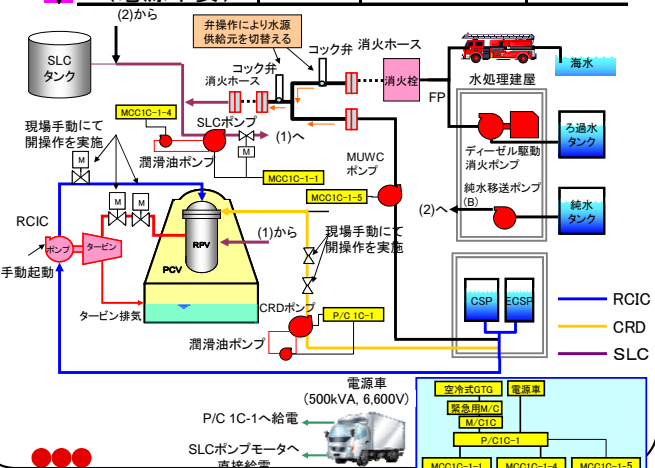 (2)から
弁操作により水源
供給元を切替える
コック弁
消火ホース
SLC
タンク
コック弁
消火ホース
消火栓
FP
水処理建屋
海水
MCC1C-1-4
SLCポンプ
(1)へ
潤滑油ポンプ
MCC1C-1-1
現場手動にて
開操作を実施
M
M
M
M
MUWC
ポンプ
MCC1C-1-5
ディーゼル駆動
消火ポンプ
ろ過水
タンク
純水移送ポンプ
(B)
(2)へ
純水
タンク
RCIC
ポンプ
タービン
手動起動
RPV
PCV
(1)から
現場手動にて
開操作を実施
タービン排気
CRDポンプ
P/C 1C-1
潤滑油ポンプ
CSP
ECSP
RCIC
CRD
SLC
電源車
(500kVA, 6,600V)
P/C 1C-1へ給電
SLCポンプモータへ
直接給電
空冷式GTG
電源車
緊急用M/C
M/C1C
P/C1C-1
MCC1C-1-1
MCC1C-1-4
MCC1C-1-5